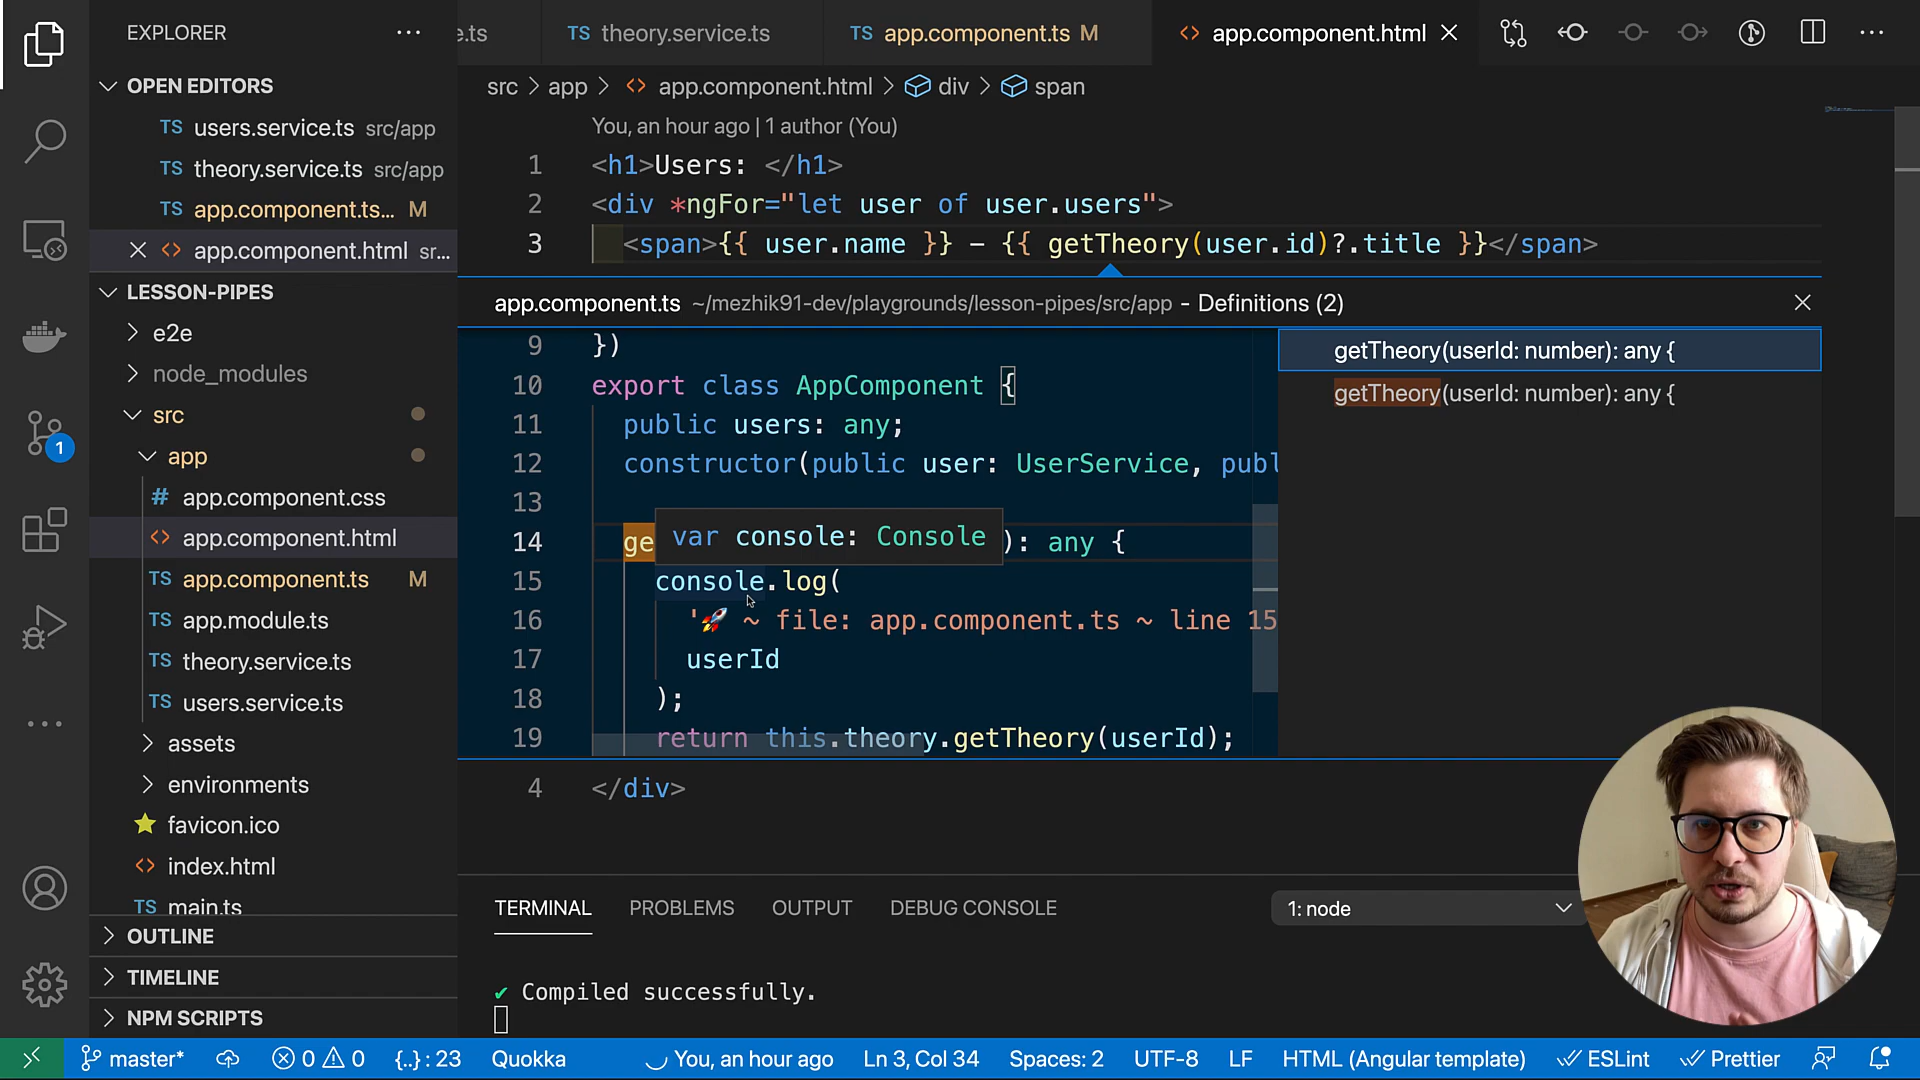 EXPLORER
OPEN EDITORS
TS users.service.ts src/app
TS theory.service.ts src/app
TS app.component.ts... M
<> app.component.html sr...
LESSON-PIPES
e2e
node_modules
src
app
# app.component.css
<> app.component.html
TS app.component.ts M
TS app.module.ts
TS theory.service.ts
TS users.service.ts
assets
environments
favicon.ico
<> index.html
TS main.ts
OUTLINE
TIMELINE
NPM SCRIPTS
1
e.ts
TS theory.service.ts
TS app.component.ts M
<> app.component.html
src > app > <> app.component.html > div > span
You, an hour ago | 1 author (You)
1 <h1>Users: </h1>
2 <div *ngFor="let user of user.users">
3 <span>{{ user.name }} - {{ getTheory(user.id)?.title }}</span>
app.component.ts ~/mezhik91-dev/playgrounds/lesson-pipes/src/app - Definitions (2)
9 })
10 export class AppComponent {
11 public users: any;
12 constructor(public user: UserService, publ
13
var console: Console
14 ge ): any {
15 console.log(
16 '🚀 ~ file: app.component.ts ~ line 15
17 userId
18 );
19 return this.theory.getTheory(userId);
getTheory(userId: number): any {
getTheory(userId: number): any {
4 </div>
TERMINAL PROBLEMS OUTPUT DEBUG CONSOLE
1: node
✔ Compiled successfully.
master* 0 0 {..} : 23 Quokka You, an hour ago Ln 3, Col 34 Spaces: 2 UTF-8 LF HTML (Angular template) ESLint Prettier